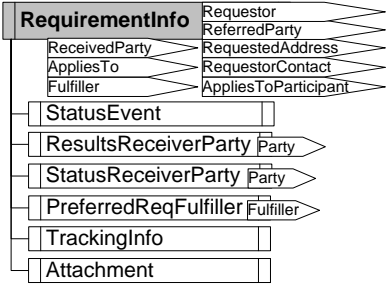 RequirementInfo
Requestor
ReferredParty
ReceivedParty
RequestedAddress
AppliesTo
RequestorContact
Fulfiller
AppliesToParticipant
StatusEvent
ResultsReceiverParty
Party
StatusReceiverParty
Party
PreferredReqFulfiller
Fulfiller
TrackingInfo
Attachment